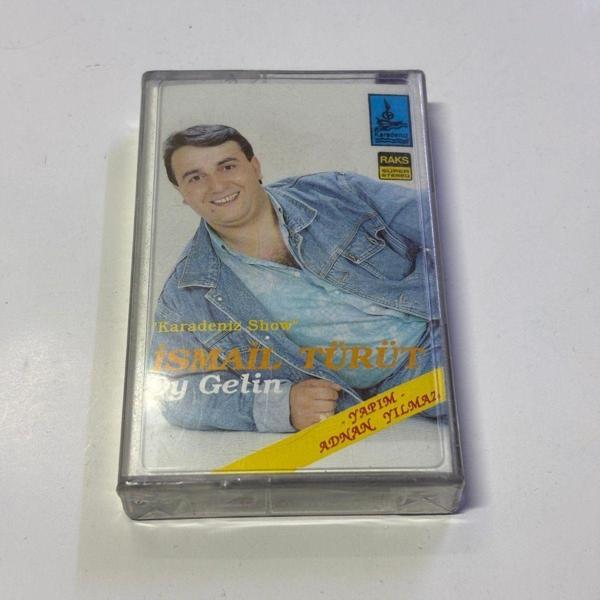 Karadeniz
RAKS
SÜPER
STEREO
"Karadeniz Show"
İSMAİL TÜRÜT
Oy Gelin
- YAPIM -
ADNAN YILMAZ